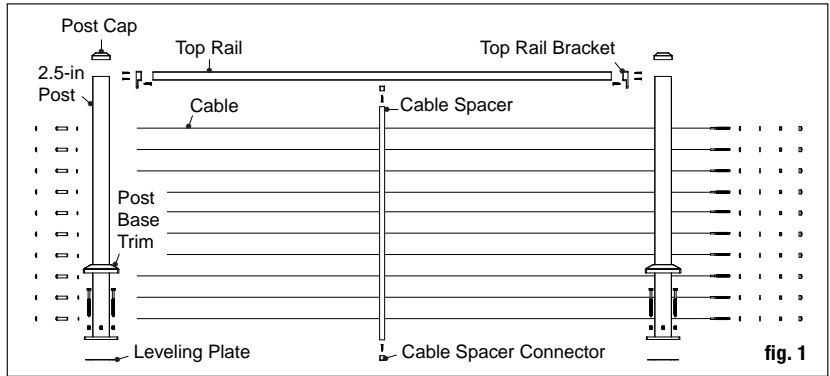 Post Cap
Top Rail
Top Rail Bracket
2.5-in
Post
Cable
Cable Spacer
Post
Base
Trim
Leveling Plate
Cable Spacer Connector
fig. 1